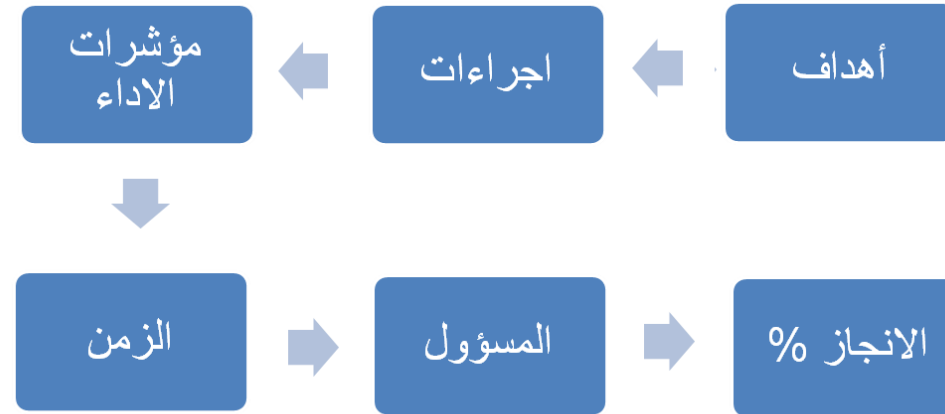 أهداف
اجراءات
مؤشرات
الاداء
الزمن
المسؤول
الانجاز %